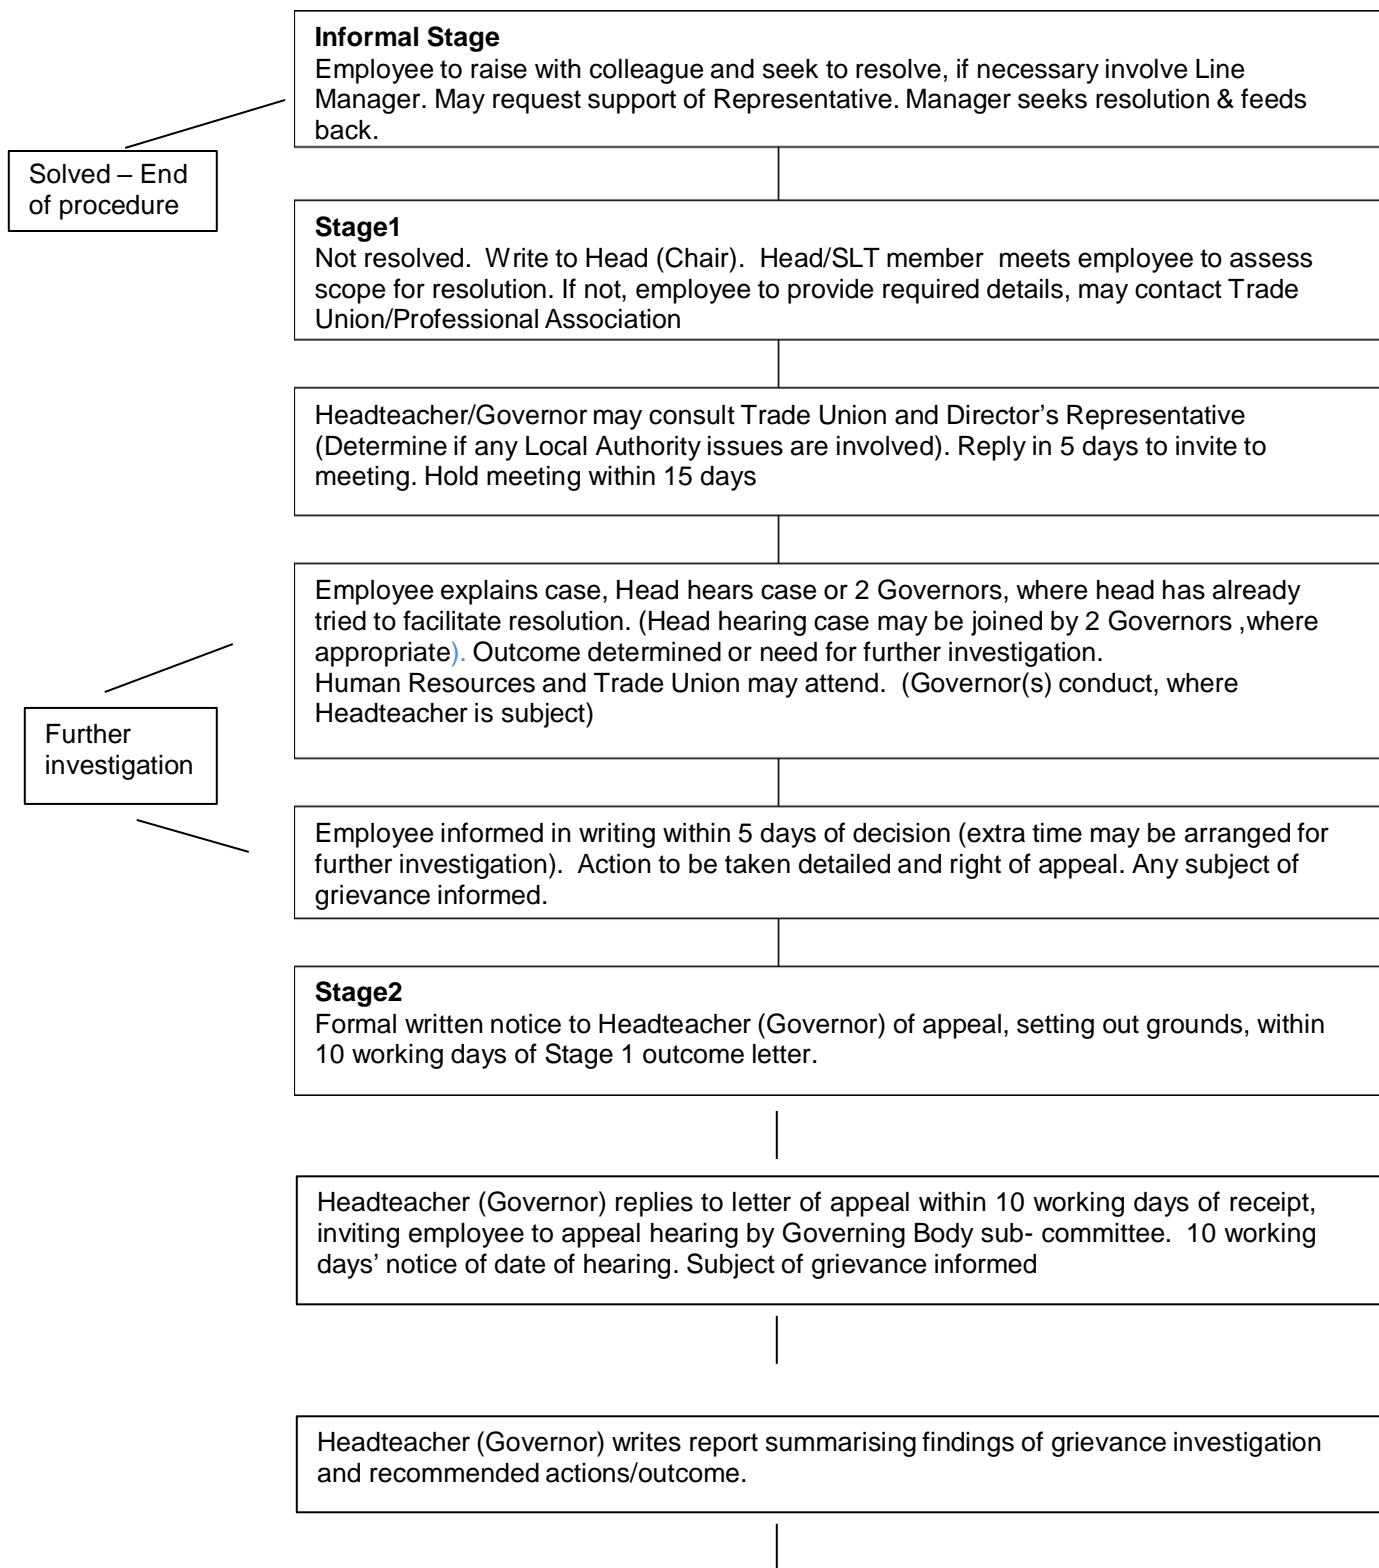 Informal Stage
Employee to raise with colleague and seek to resolve, if necessary involve Line
Manager. May request support of Representative. Manager seeks resolution & feeds
back.
Solved – End
of procedure
Stage1
Not resolved.  Write to Head (Chair).  Head/SLT member  meets employee to assess
scope for resolution. If not, employee to provide required details, may contact Trade
Union/Professional Association
Headteacher/Governor may consult Trade Union and Director’s Representative
(Determine if any Local Authority issues are involved). Reply in 5 days to invite to
meeting. Hold meeting within 15 days
Employee explains case, Head hears case or 2 Governors, where head has already
tried to facilitate resolution. (Head hearing case may be joined by 2 Governors ,where
appropriate). Outcome determined or need for further investigation.
Human Resources and Trade Union may attend.  (Governor(s) conduct, where
Headteacher is subject)
Further
investigation
Employee informed in writing within 5 days of decision (extra time may be arranged for
further investigation).  Action to be taken detailed and right of appeal. Any subject of
grievance informed.
Stage2
Formal written notice to Headteacher (Governor) of appeal, setting out grounds, within
10 working days of Stage 1 outcome letter.
Headteacher (Governor) replies to letter of appeal within 10 working days of receipt,
inviting employee to appeal hearing by Governing Body sub- committee.  10 working
days’ notice of date of hearing. Subject of grievance informed
Headteacher (Governor) writes report summarising findings of grievance investigation
and recommended actions/outcome.